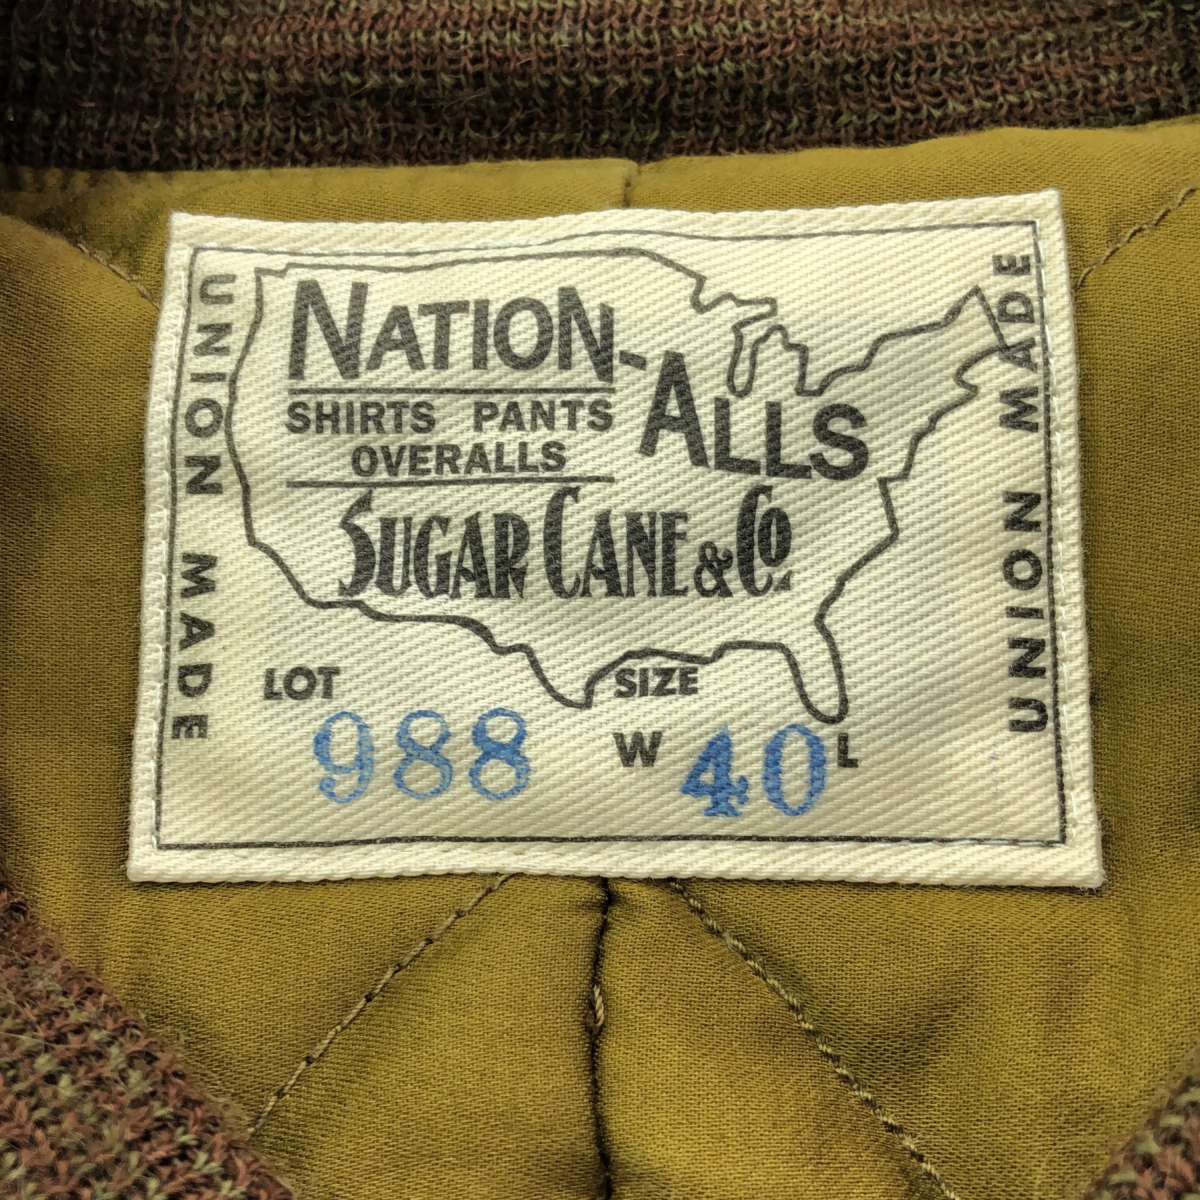 UNION MADE
NATION-ALLS
SHIRTS PANTS
OVERALLS
SUGAR CANE & Co.
LOT 988
SIZE W 40 L
UNION MADE